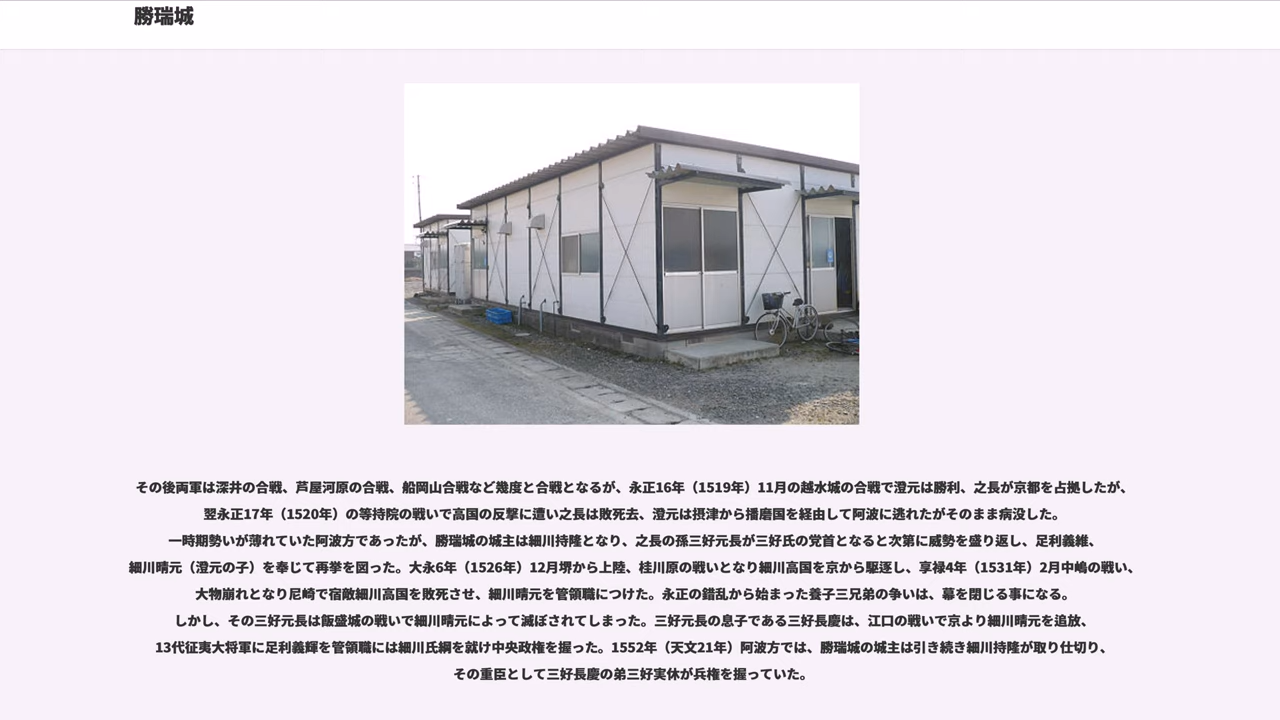 勝瑞城
その後両軍は深井の合戦、芦屋河原の合戦、船岡山合戦など幾度と合戦となるが、永正16年（1519年）11月の越水城の合戦で澄元は勝利、之長が京都を占拠したが、
翌永正17年（1520年）の等持院の戦いで高国の反撃に遭い之長は敗死去、澄元は摂津から播磨国を経由して阿波に逃れたがそのまま病没した。
一時期勢いが薄れていた阿波方であったが、勝瑞城の城主は細川持隆となり、之長の孫三好元長が三好氏の党首となると次第に威勢を盛り返し、足利義維、
細川晴元（澄元の子）を奉じて再挙を図った。大永6年（1526年）12月堺から上陸、桂川原の戦いとなり細川高国を京から駆逐し、享禄4年（1531年）2月中嶋の戦い、
大物崩れとなり尼崎で宿敵細川高国を敗死させ、細川晴元を管領職につけた。永正の錯乱から始まった養子三兄弟の争いは、幕を閉じる事になる。
しかし、その三好元長は飯盛城の戦いで細川晴元によって滅ぼされてしまった。三好元長の息子である三好長慶は、江口の戦いで京より細川晴元を追放、
13代征夷大将軍に足利義輝を管領職には細川氏綱を就け中央政権を握った。1552年（天文21年）阿波方では、勝瑞城の城主は引き続き細川持隆が取り仕切り、
その重臣として三好長慶の弟三好実休が兵権を握っていた。